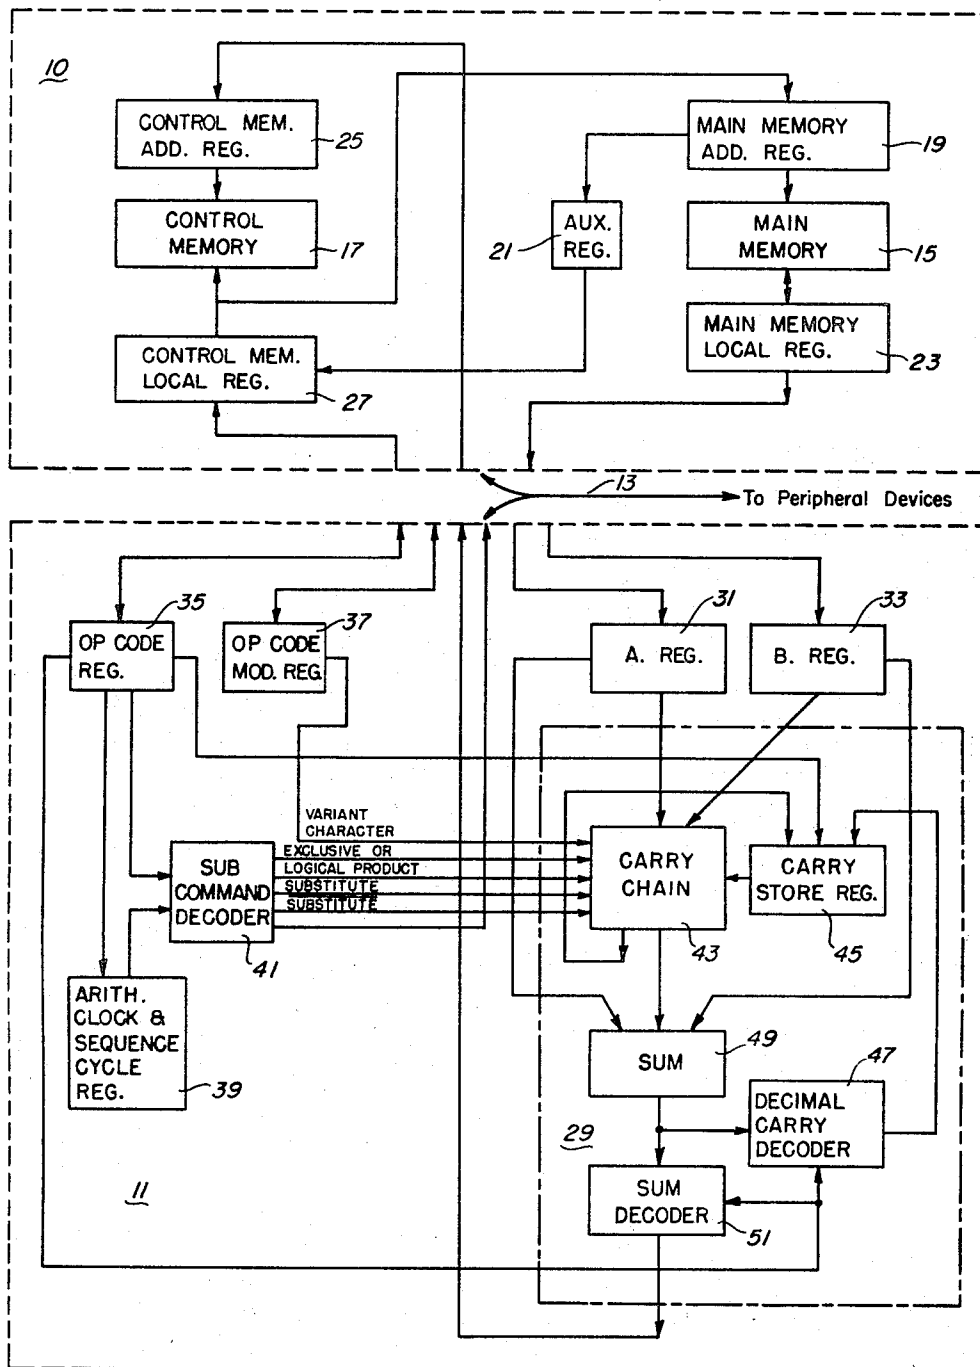 10
CONTROL MEM.
ADD. REG.
25
MAIN MEMORY
ADD. REG.
19
CONTROL
MEMORY
17
AUX.
REG.
21
MAIN
MEMORY
15
CONTROL MEM.
LOCAL REG.
27
MAIN MEMORY
LOCAL REG.
23
13
To Peripheral Devices
OP CODE
REG.
35
OP CODE
MOD. REG.
37
A. REG.
31
B. REG.
33
VARIANT
CHARACTER
EXCLUSIVE OR
LOGICAL PRODUCT
SUBSTITUTE
SUBSTITUTE
SUB
COMMAND
DECODER
41
CARRY
CHAIN
43
CARRY
STORE REG.
45
ARITH.
CLOCK &
SEQUENCE
CYCLE
REG.
39
SUM
49
DECIMAL
CARRY
DECODER
47
29
SUM
DECODER
51
11